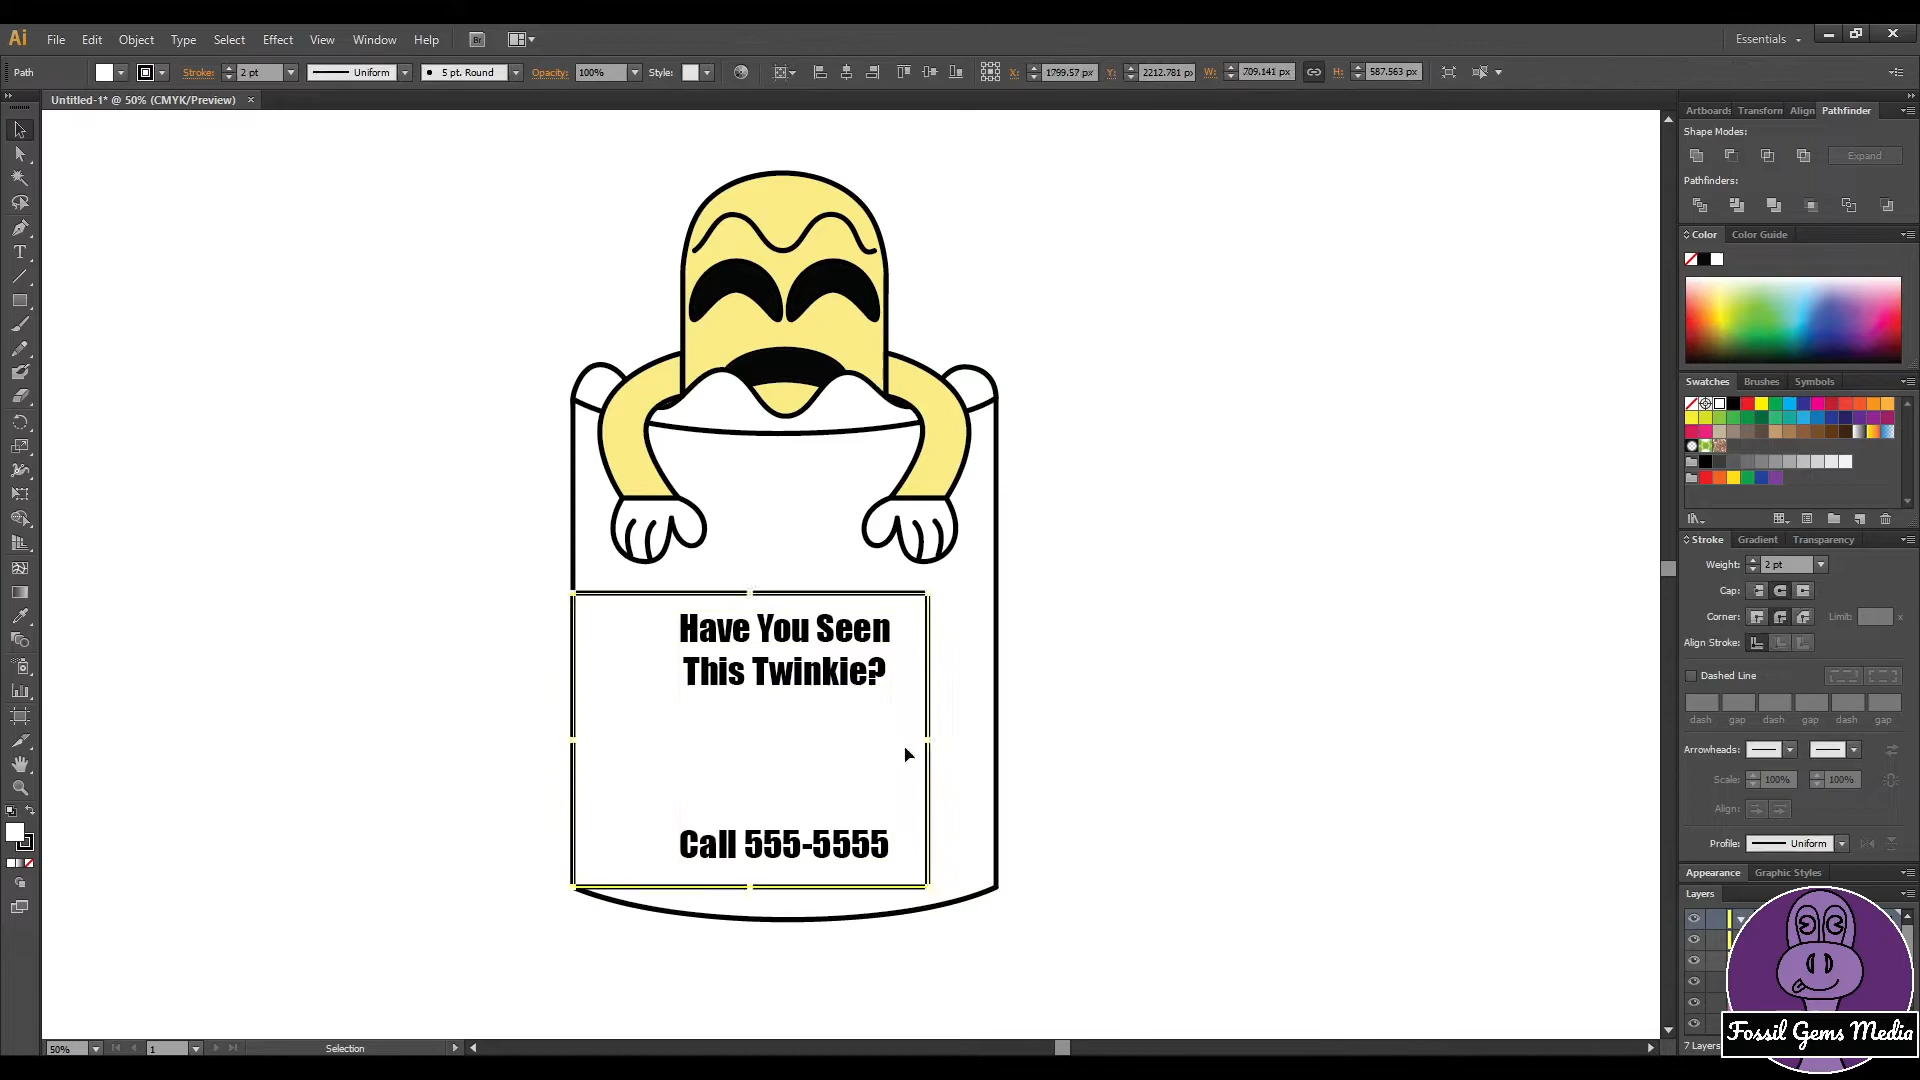 Ai File Edit Object Type Select Effect View Window Help Br Essentials
Path Stroke: 2 pt Uniform 5 pt. Round Opacity: 100% Style: X: 1799.57 px Y: 2212.781 px W: 709.141 px H: 587.563 px
Untitled-1* @ 50% (CMYK/Preview)
Artboards Transform Align Pathfinder
Shape Modes:
Expand
Pathfinders:
Color Color Guide
Swatches Brushes Symbols
Stroke Gradient Transparency
Weight: 2 pt
Cap:
Corner: Limit: x
Align Stroke:
Dashed Line
dash gap dash gap dash gap
Arrowheads:
Scale: 100% 100%
Align:
Profile: Uniform
Appearance Graphic Styles
Layers
7 Layers
Have You Seen
This Twinkie?
Call 555-5555
Fossil Gems Media
50% 1 Selection